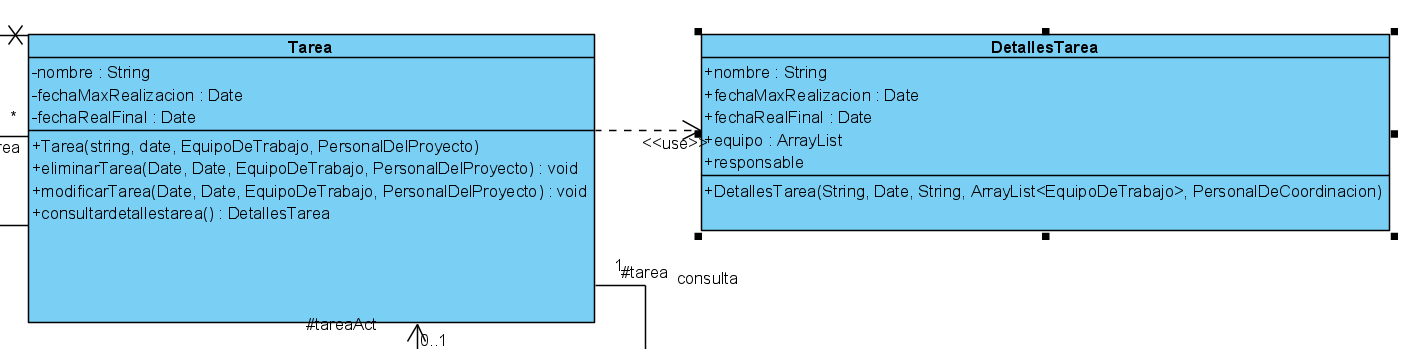 Tarea
-nombre : String
-fechaMaxRealizacion : Date
-fechaRealFinal : Date
+Tarea(string, date, EquipoDeTrabajo, PersonalDelProyecto)
+eliminarTarea(Date, Date, EquipoDeTrabajo, PersonalDelProyecto) : void
+modificarTarea(Date, Date, EquipoDeTrabajo, PersonalDelProyecto) : void
+consultardetallestarea() : DetallesTarea
*
rea
<<use>>
DetallesTarea
+nombre : String
+fechaMaxRealizacion : Date
+fechaRealFinal : Date
+equipo : ArrayList
+responsable
+DetallesTarea(String, Date, String, ArrayList<EquipoDeTrabajo>, PersonalDeCoordinacion)
1
#tarea
consulta
#tareaAct
0..1